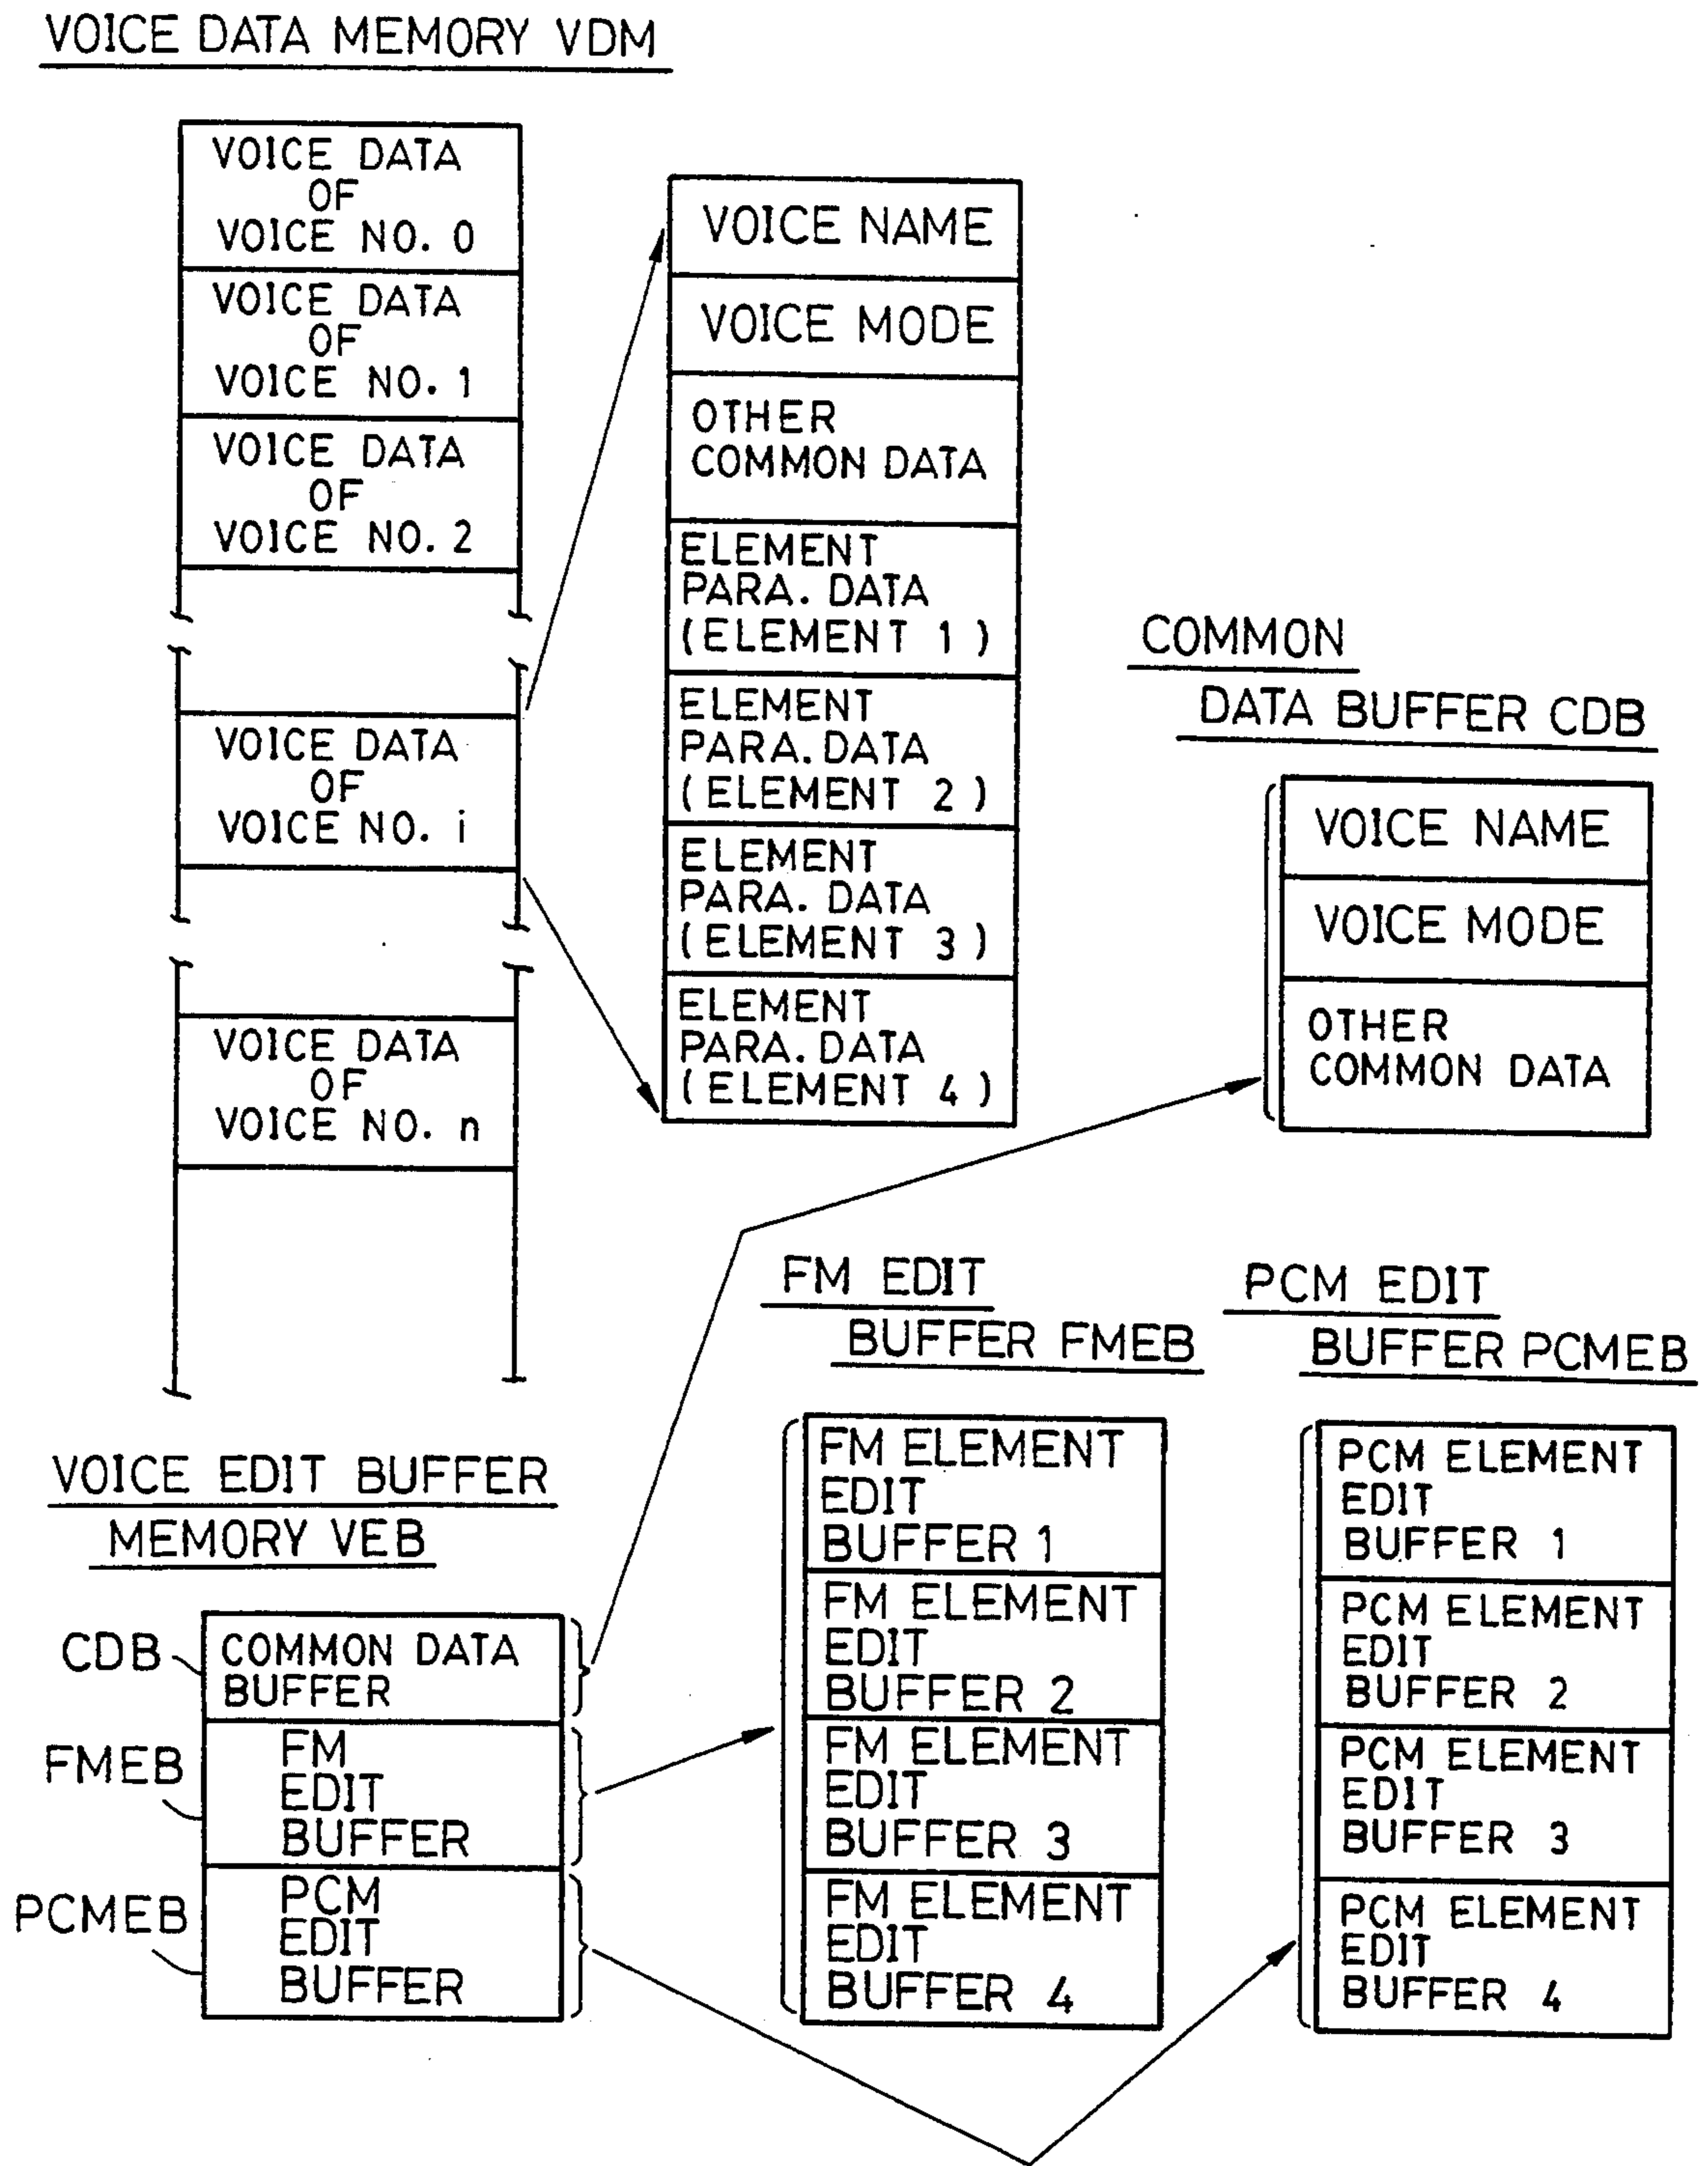 VOICE DATA MEMORY VDM
VOICE DATA
OF
VOICE NO. 0
VOICE DATA
OF
VOICE NO. 1
VOICE DATA
OF
VOICE NO. 2
VOICE DATA
OF
VOICE NO. i
VOICE DATA
OF
VOICE NO. n
VOICE NAME
VOICE MODE
OTHER
COMMON DATA
ELEMENT
PARA. DATA
(ELEMENT 1)
ELEMENT
PARA. DATA
(ELEMENT 2)
ELEMENT
PARA. DATA
(ELEMENT 3)
ELEMENT
PARA. DATA
(ELEMENT 4)
COMMON
DATA BUFFER CDB
VOICE NAME
VOICE MODE
OTHER
COMMON DATA
VOICE EDIT BUFFER
MEMORY VEB
CDB
COMMON DATA
BUFFER
FMEB
FM
EDIT
BUFFER
PCMEB
PCM
EDIT
BUFFER
FM EDIT
BUFFER FMEB
FM ELEMENT
EDIT
BUFFER 1
FM ELEMENT
EDIT
BUFFER 2
FM ELEMENT
EDIT
BUFFER 3
FM ELEMENT
EDIT
BUFFER 4
PCM EDIT
BUFFER PCMEB
PCM ELEMENT
EDIT
BUFFER 1
PCM ELEMENT
EDIT
BUFFER 2
PCM ELEMENT
EDIT
BUFFER 3
PCM ELEMENT
EDIT
BUFFER 4